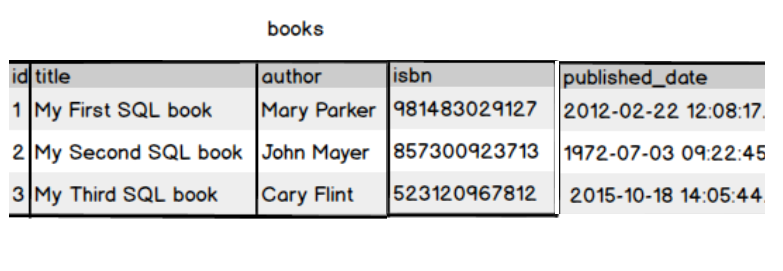 books
id title author isbn published_date
1 My First SQL book Mary Parker 981483029127 2012-02-22 12:08:17.
2 My Second SQL book John Mayer 857300923713 1972-07-03 09:22:45
3 My Third SQL book Cary Flint 523120967812 2015-10-18 14:05:44.